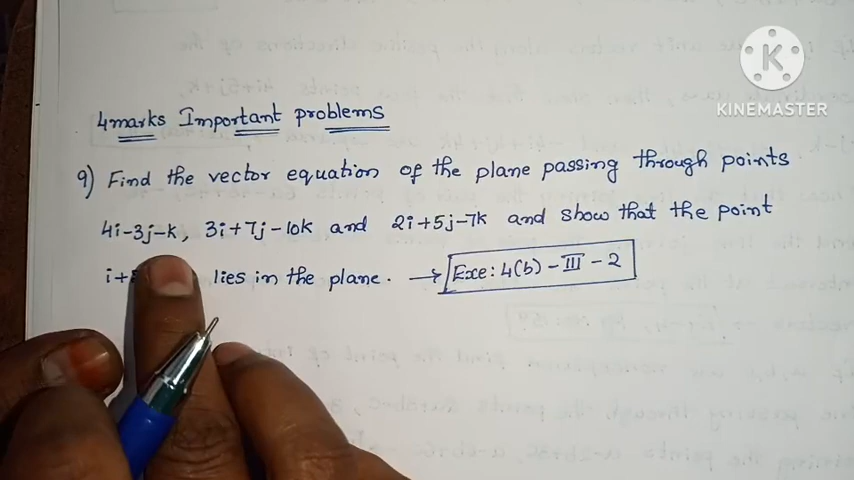 KINEMASTER
4marks Important problems
9) Find the vector equation of the plane passing through points
4i-3j-k, 3i+7j-10k and 2i+5j-7k and show that the point
i+ lies in the plane. → Exe: 4(b) - III - 2